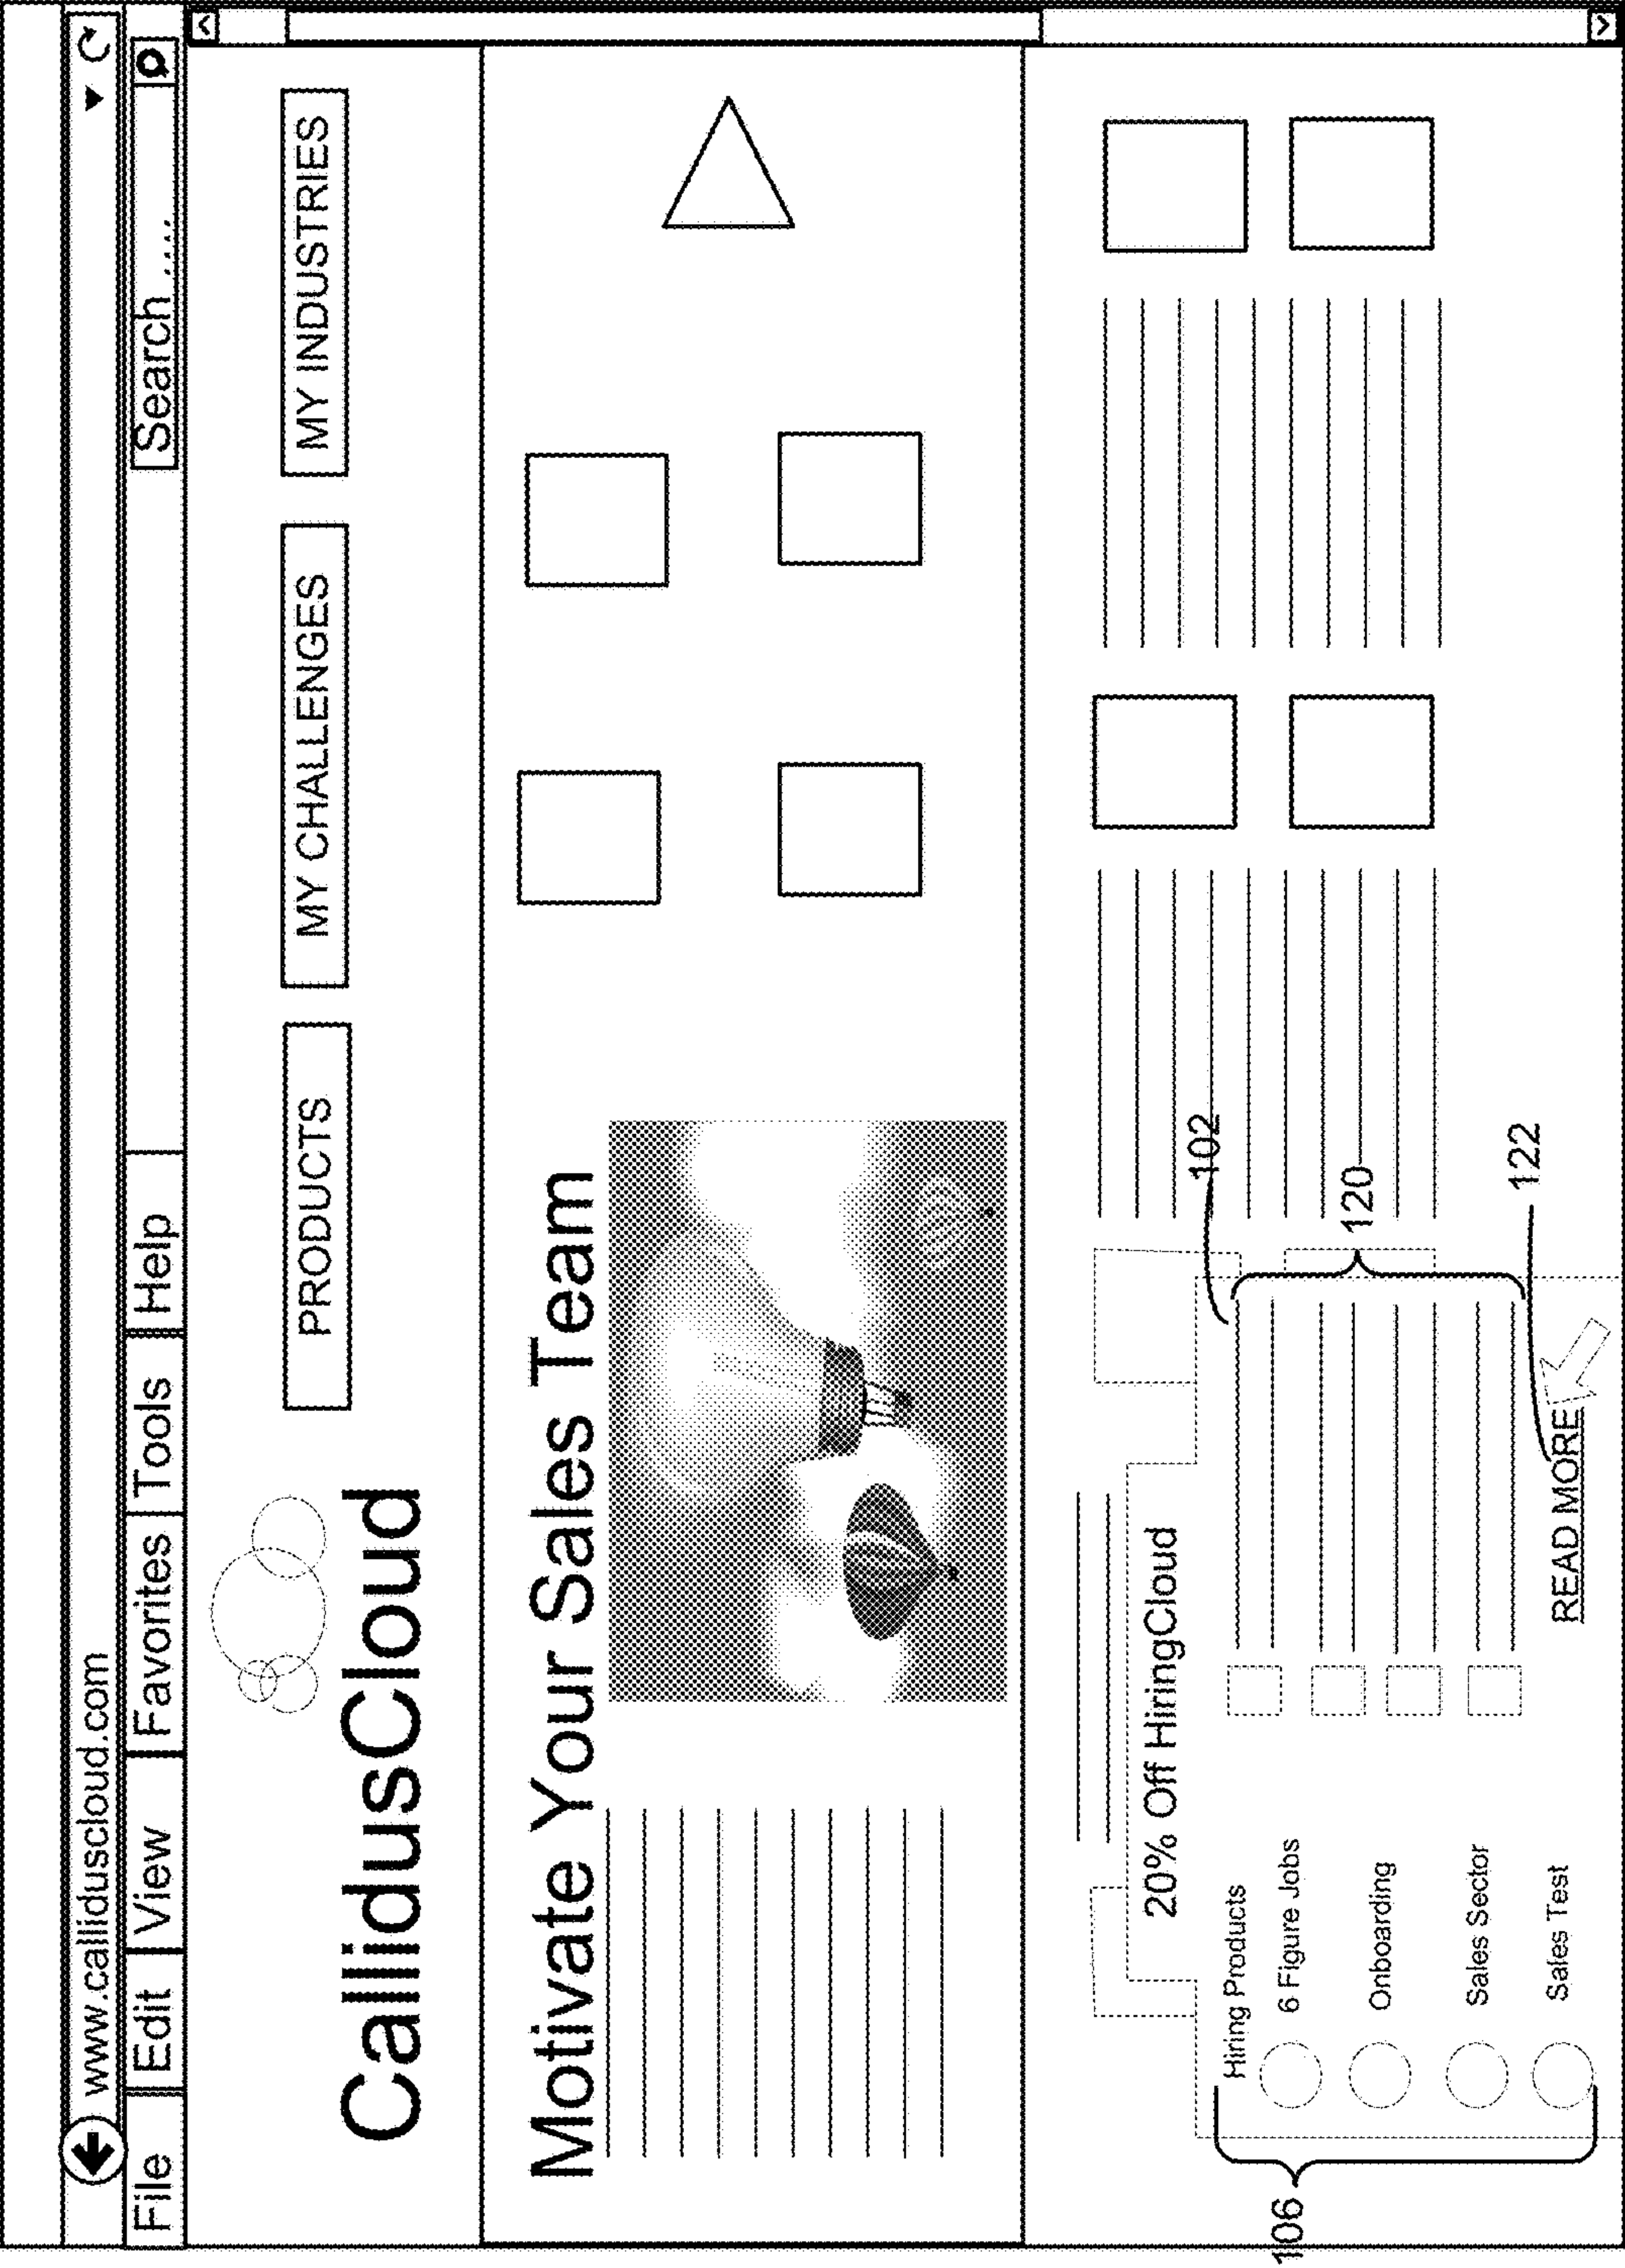 www.calliduscloud.com
File Edit View Favorites Tools Help Search ....
CallidusCloud
PRODUCTS
MY CHALLENGES
MY INDUSTRIES
Motivate Your Sales Team
20% Off HiringCloud
102
Hiring Products
6 Figure Jobs
Onboarding
120
Sales Sector
Sales Test
READ MORE
122
106